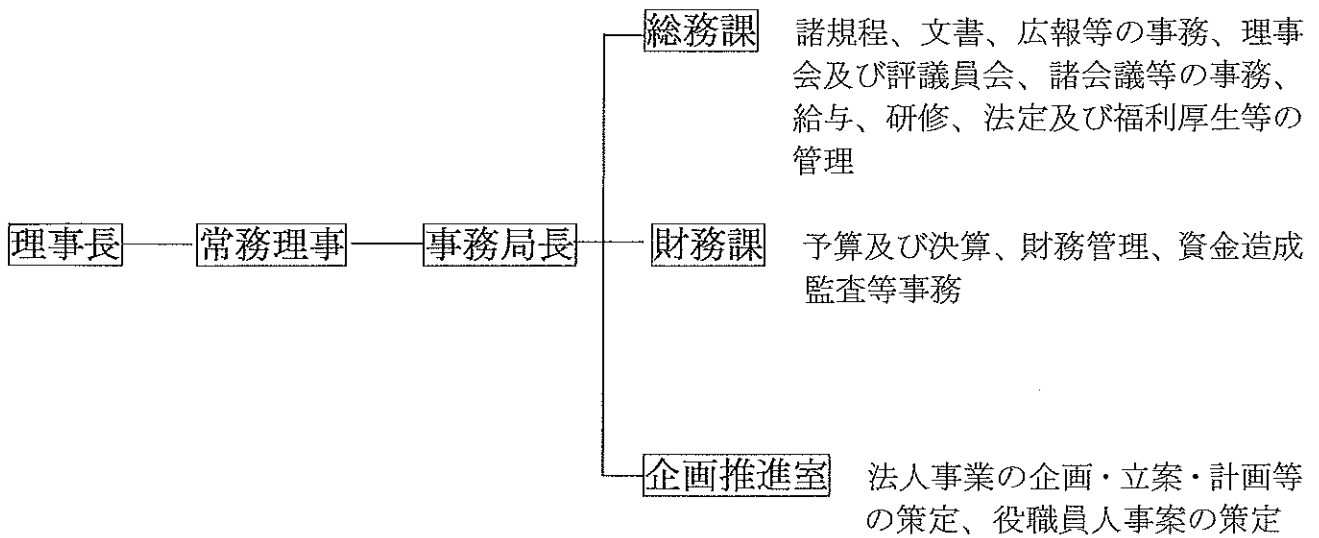 総務課
諸規程、文書、広報等の事務、理事
会及び評議員会、諸会議等の事務、
給与、研修、法定及び福利厚生等の
管理
理事長
常務理事
事務局長
財務課
予算及び決算、財務管理、資金造成
監査等事務
企画推進室
法人事業の企画・立案・計画等
の策定、役職員人事案の策定